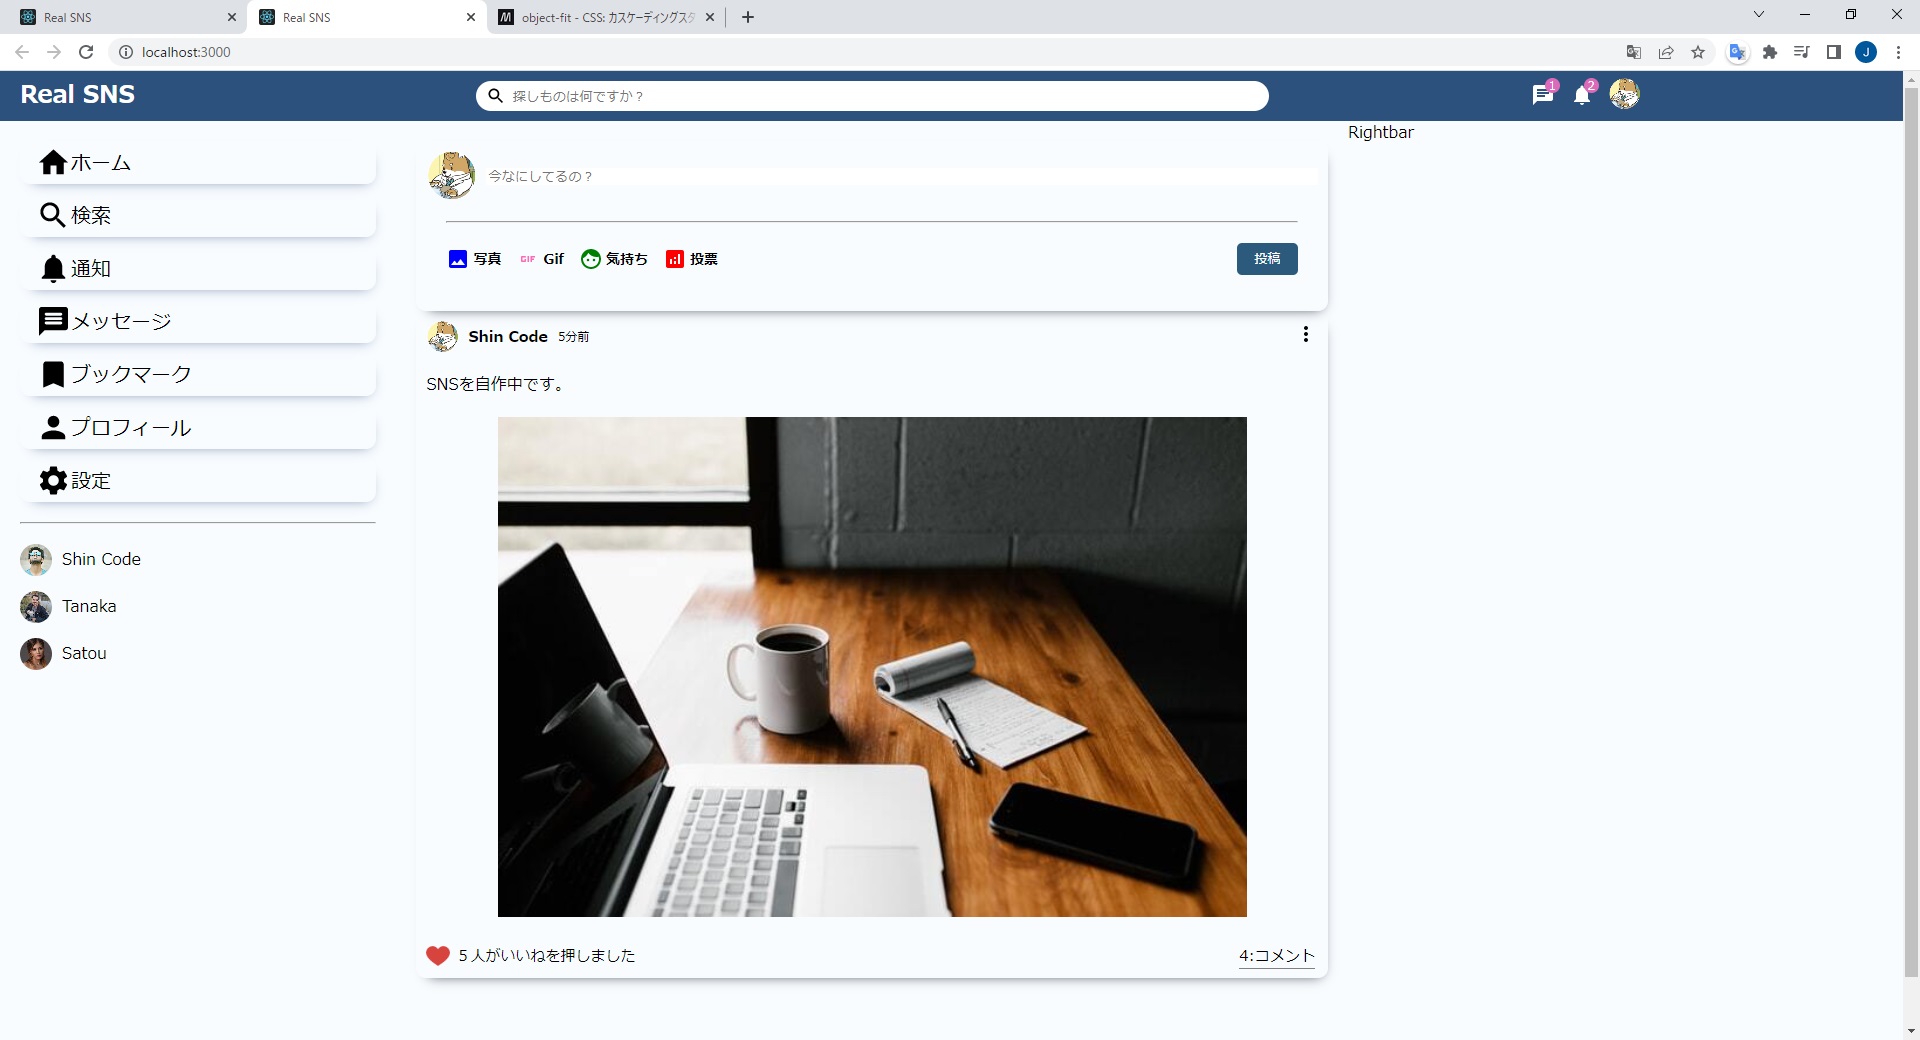 Real SNS
Real SNS
object-fit - CSS: カスケーディングスタ
localhost:3000
J
Real SNS
探しものは何ですか？
1
2
ホーム
検索
通知
メッセージ
ブックマーク
プロフィール
設定
Shin Code
Tanaka
Satou
今なにしてるの？
写真
GIF Gif
気持ち
投票
投稿
Shin Code 5分前
SNSを自作中です。
5人がいいねを押しました
4:コメント
Rightbar